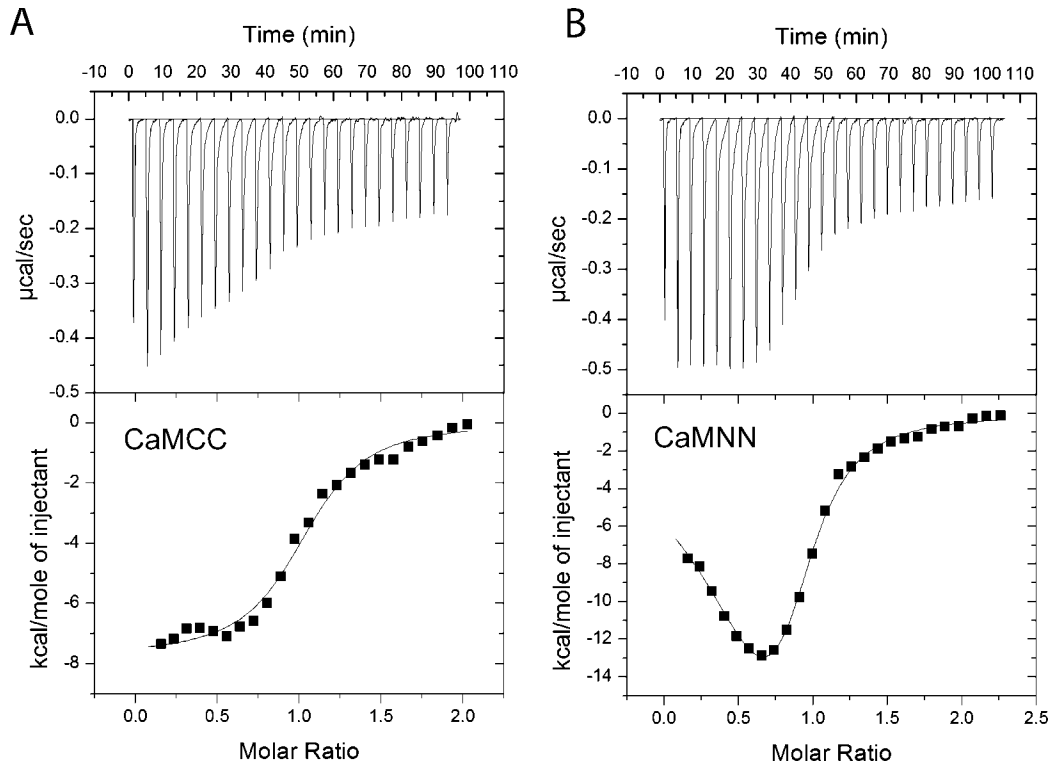 A
Time (min)
-10 0 10 20 30 40 50 60 70 80 90 100 110
0.0
-0.1
-0.2
-0.3
-0.4
-0.5
µcal/sec
CaMCC
0
-2
-4
-6
-8
kcal/mole of injectant
0.0 0.5 1.0 1.5 2.0
Molar Ratio
B
Time (min)
-10 0 10 20 30 40 50 60 70 80 90 100 110
0.0
-0.1
-0.2
-0.3
-0.4
-0.5
µcal/sec
CaMNN
0
-2
-4
-6
-8
-10
-12
-14
kcal/mole of injectant
0.0 0.5 1.0 1.5 2.0 2.5
Molar Ratio